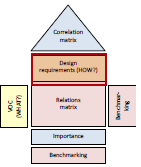 Correlation
matrix
Design
requirements (HOW?)
VOC
(WHAT?)
Relations
matrix
Benchmar-
king
Importance
Benchmarking